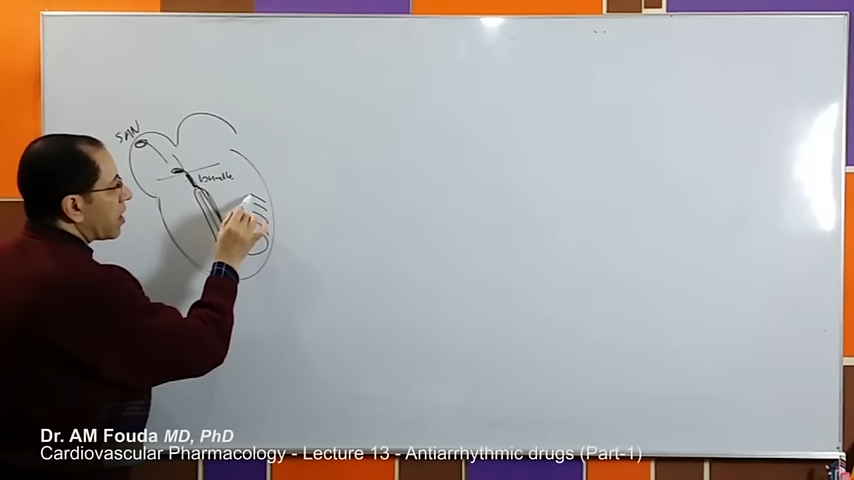 SAN
bundle
Dr. AM Fouda MD, PhD
Cardiovascular Pharmacology - Lecture 13 - Antiarrhythmic drugs (Part-1)